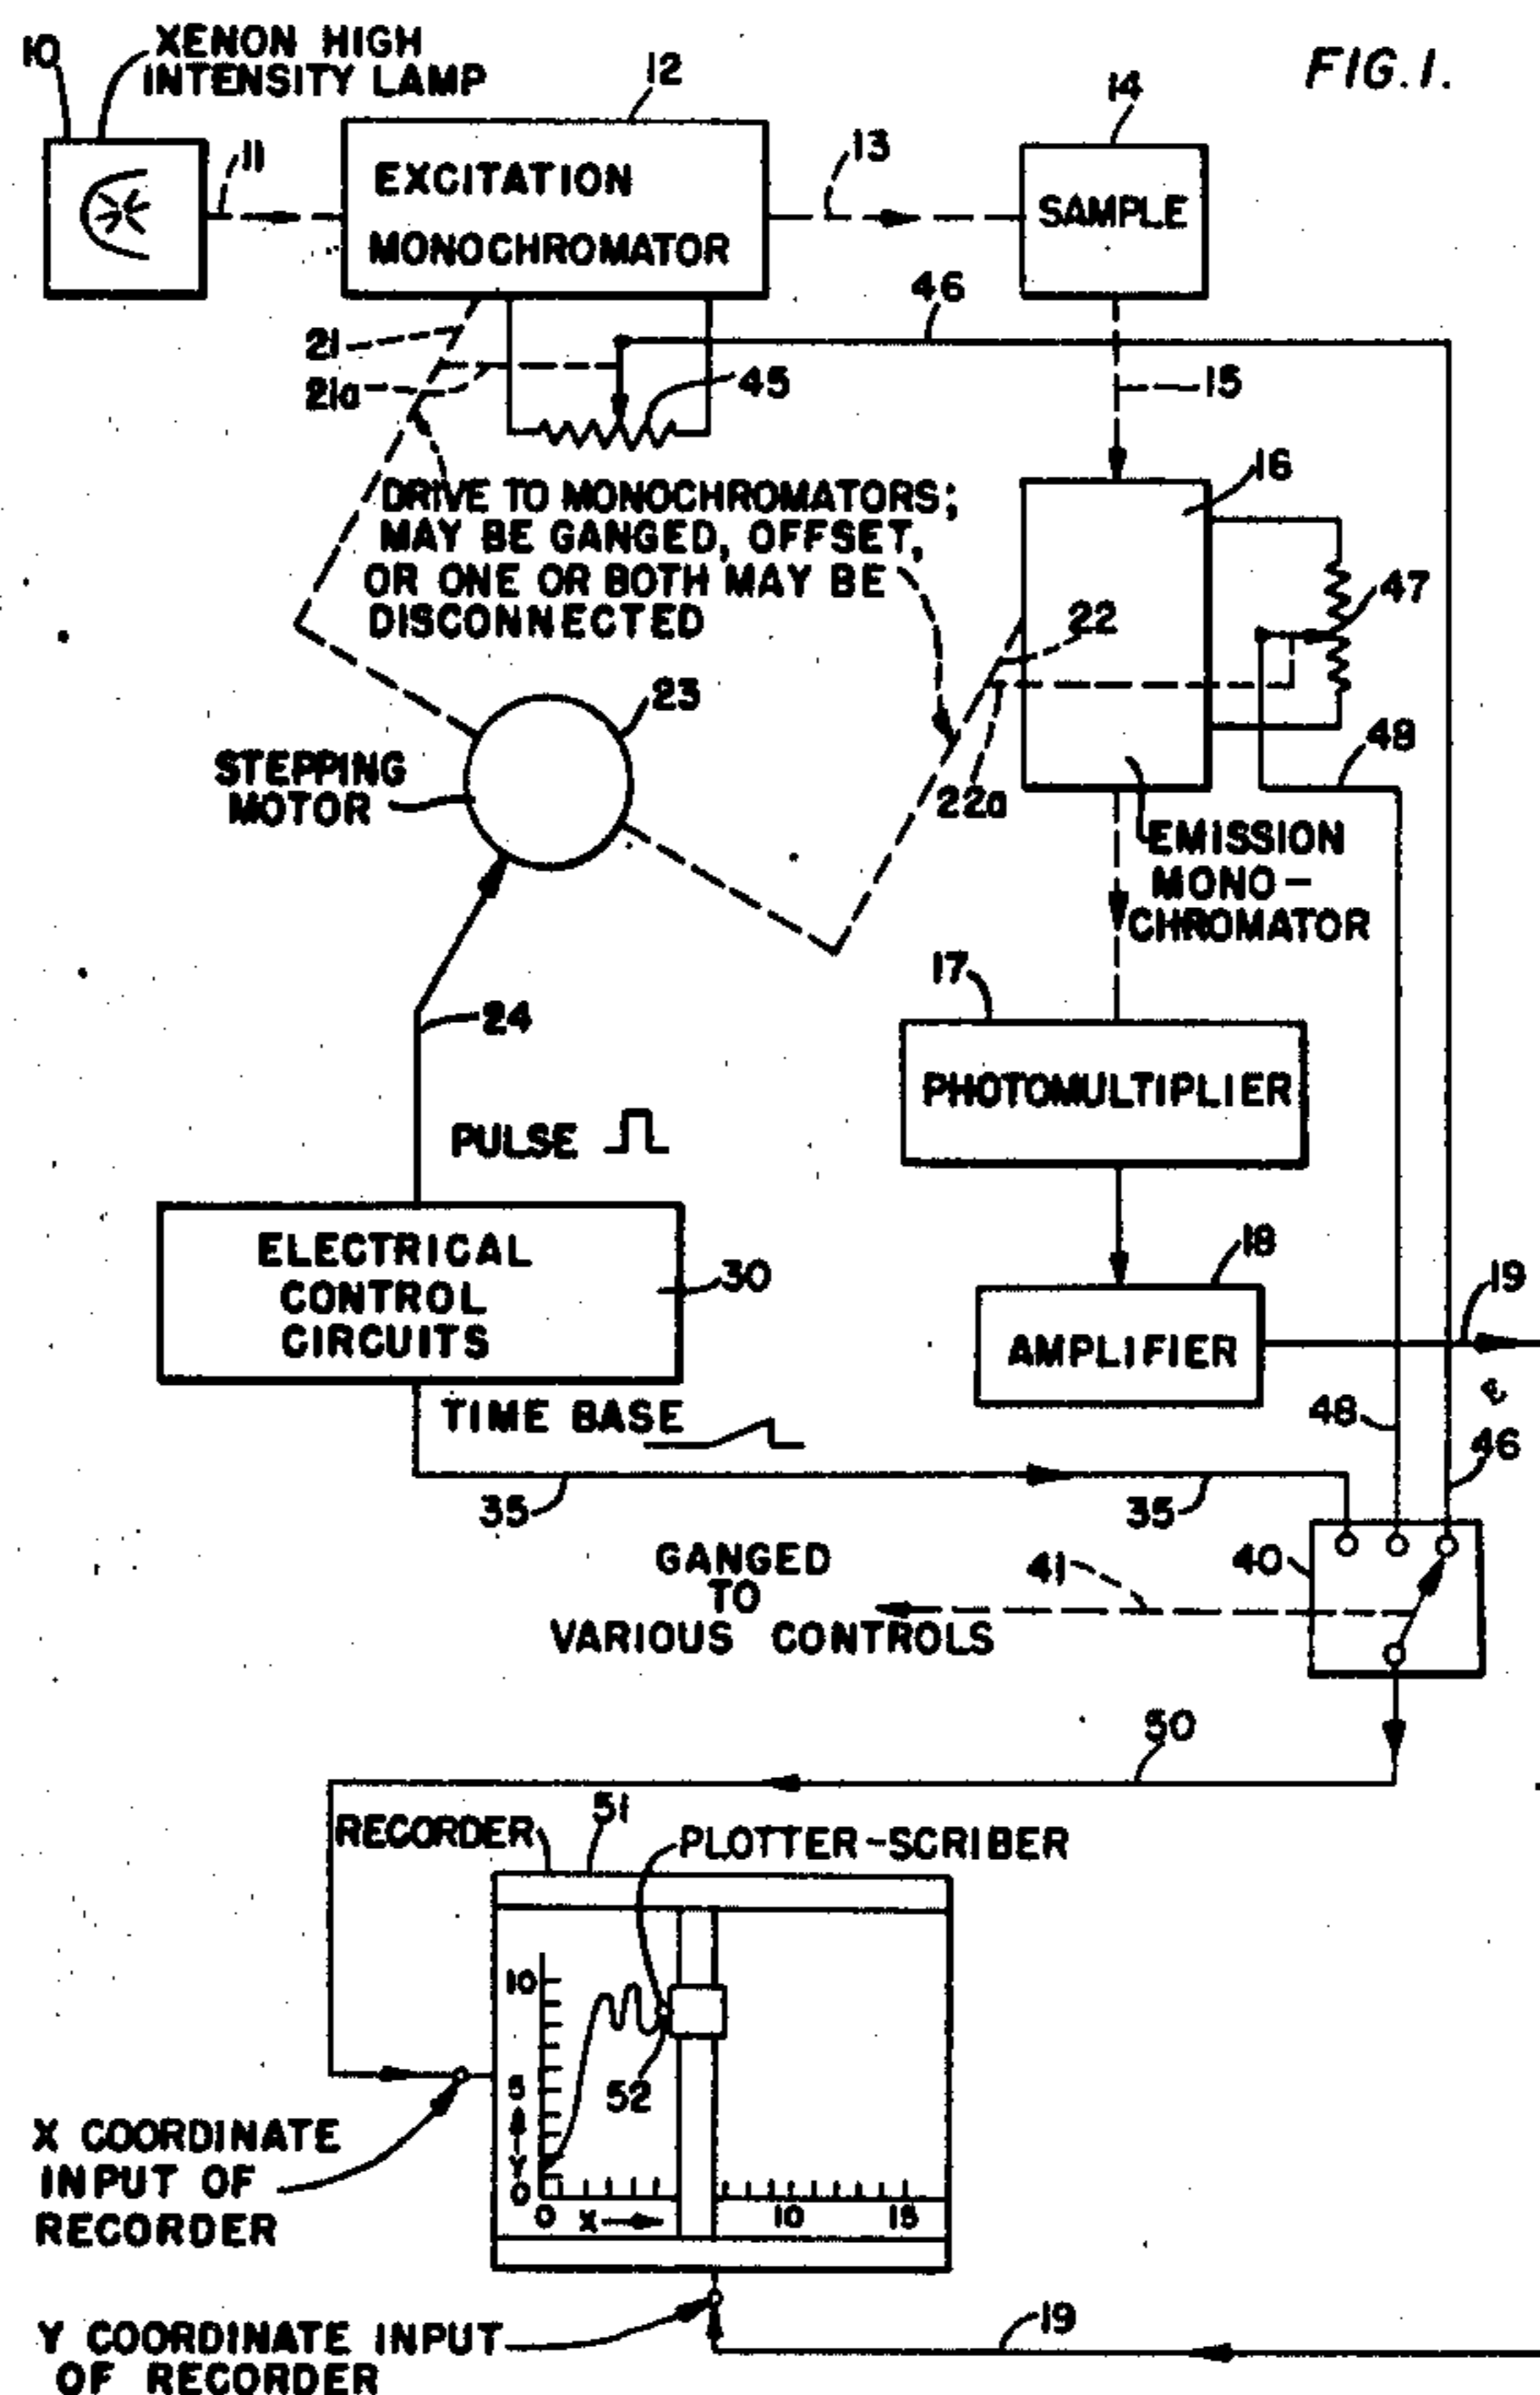 FIG.1.
10
XENON HIGH
INTENSITY LAMP
11
12
EXCITATION
MONOCHROMATOR
13
14
SAMPLE
46
21
21a
45
15
16
DRIVE TO MONOCHROMATORS;
MAY BE GANGED, OFFSET,
OR ONE OR BOTH MAY BE
DISCONNECTED
47
22
23
STEPPING
MOTOR
22a
48
EMISSION
MONO-
CHROMATOR
17
24
PHOTOMULTIPLIER
PULSE
ELECTRICAL
CONTROL
CIRCUITS
30
18
19
AMPLIFIER
TIME BASE
48
46
35
35
GANGED
TO
VARIOUS CONTROLS
41
40
50
RECORDER
51
PLOTTER-SCRIBER
10
5
Y
0
52
0
X
10
15
X COORDINATE
INPUT OF
RECORDER
Y COORDINATE INPUT
OF RECORDER
19